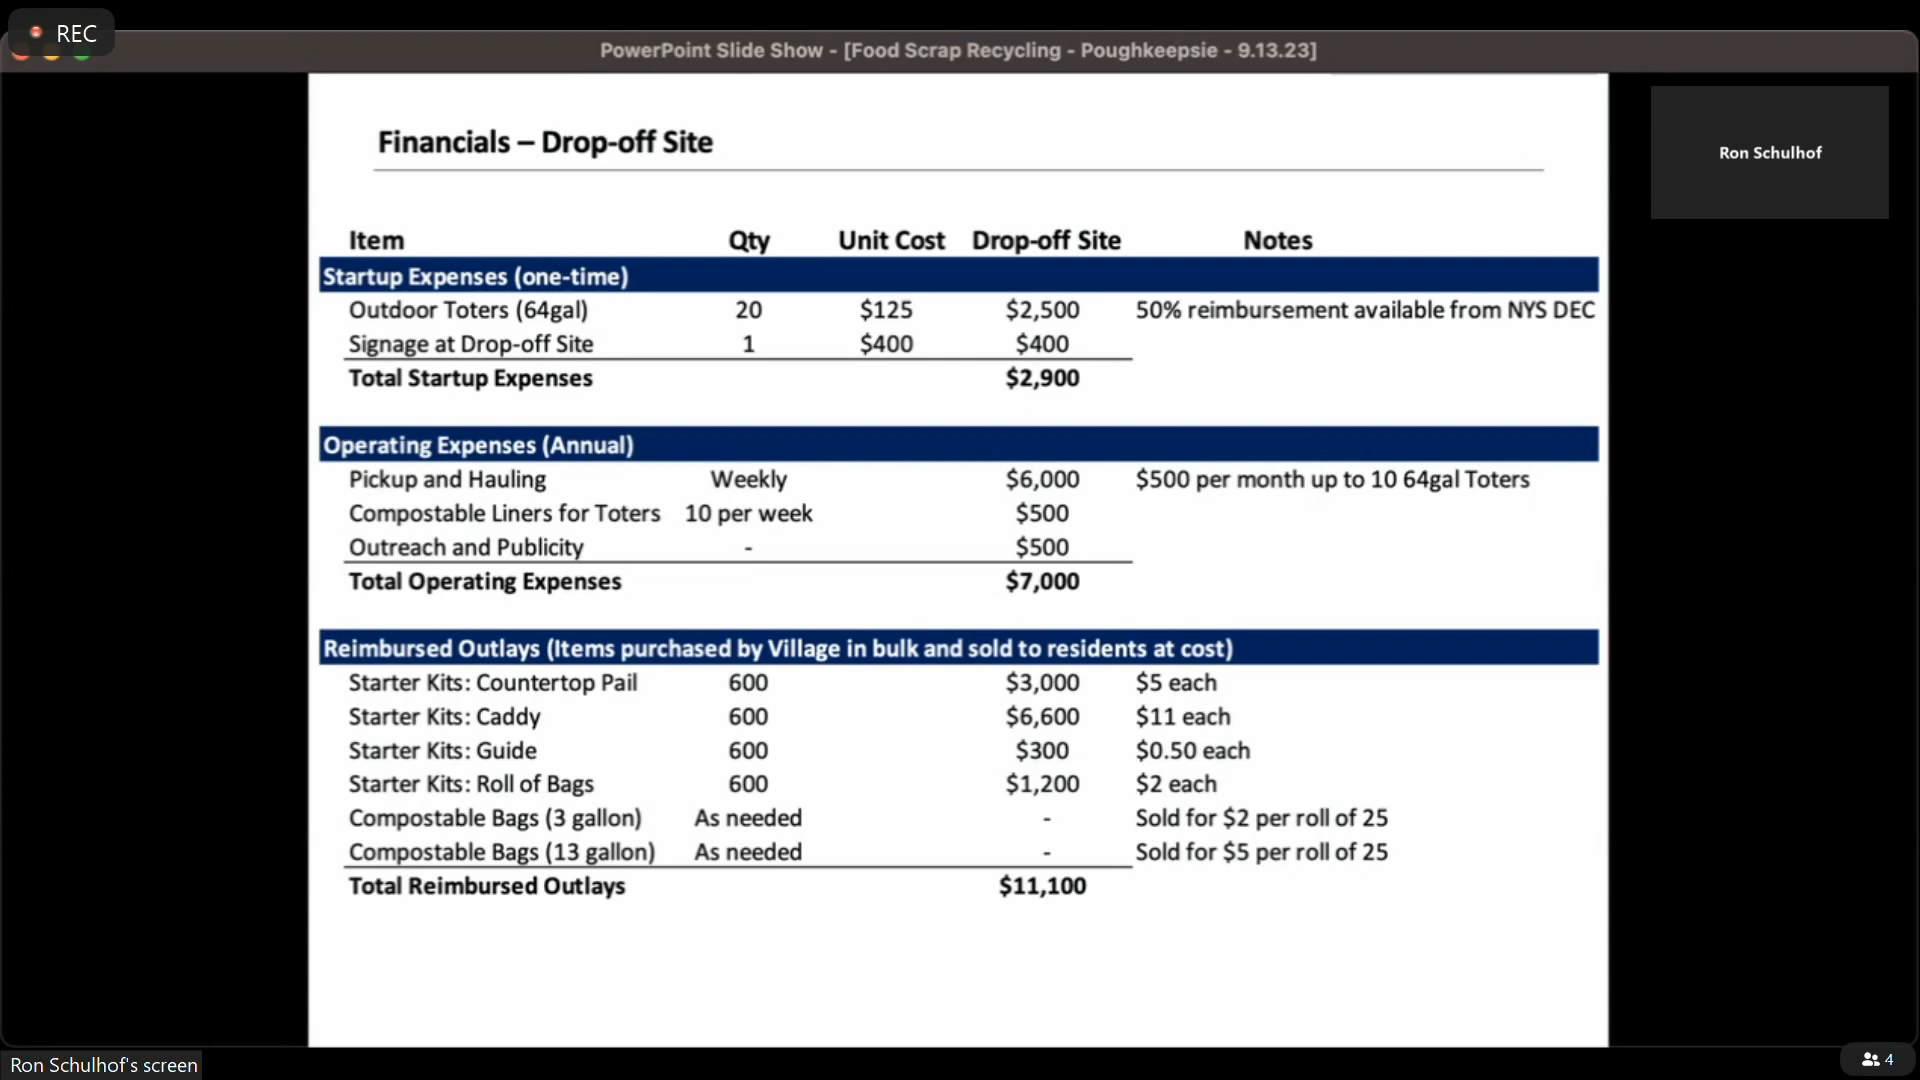 REC
PowerPoint Slide Show - [Food Scrap Recycling - Poughkeepsie - 9.13.23]
Ron Schulhof
Financials – Drop-off Site
Item Qty Unit Cost Drop-off Site Notes
Startup Expenses (one-time)
Outdoor Toters (64gal) 20 $125 $2,500 50% reimbursement available from NYS DEC
Signage at Drop-off Site 1 $400 $400
Total Startup Expenses $2,900
Operating Expenses (Annual)
Pickup and Hauling Weekly $6,000 $500 per month up to 10 64gal Toters
Compostable Liners for Toters 10 per week $500
Outreach and Publicity - $500
Total Operating Expenses $7,000
Reimbursed Outlays (Items purchased by Village in bulk and sold to residents at cost)
Starter Kits: Countertop Pail 600 $3,000 $5 each
Starter Kits: Caddy 600 $6,600 $11 each
Starter Kits: Guide 600 $300 $0.50 each
Starter Kits: Roll of Bags 600 $1,200 $2 each
Compostable Bags (3 gallon) As needed - Sold for $2 per roll of 25
Compostable Bags (13 gallon) As needed - Sold for $5 per roll of 25
Total Reimbursed Outlays $11,100
Ron Schulhof's screen
4